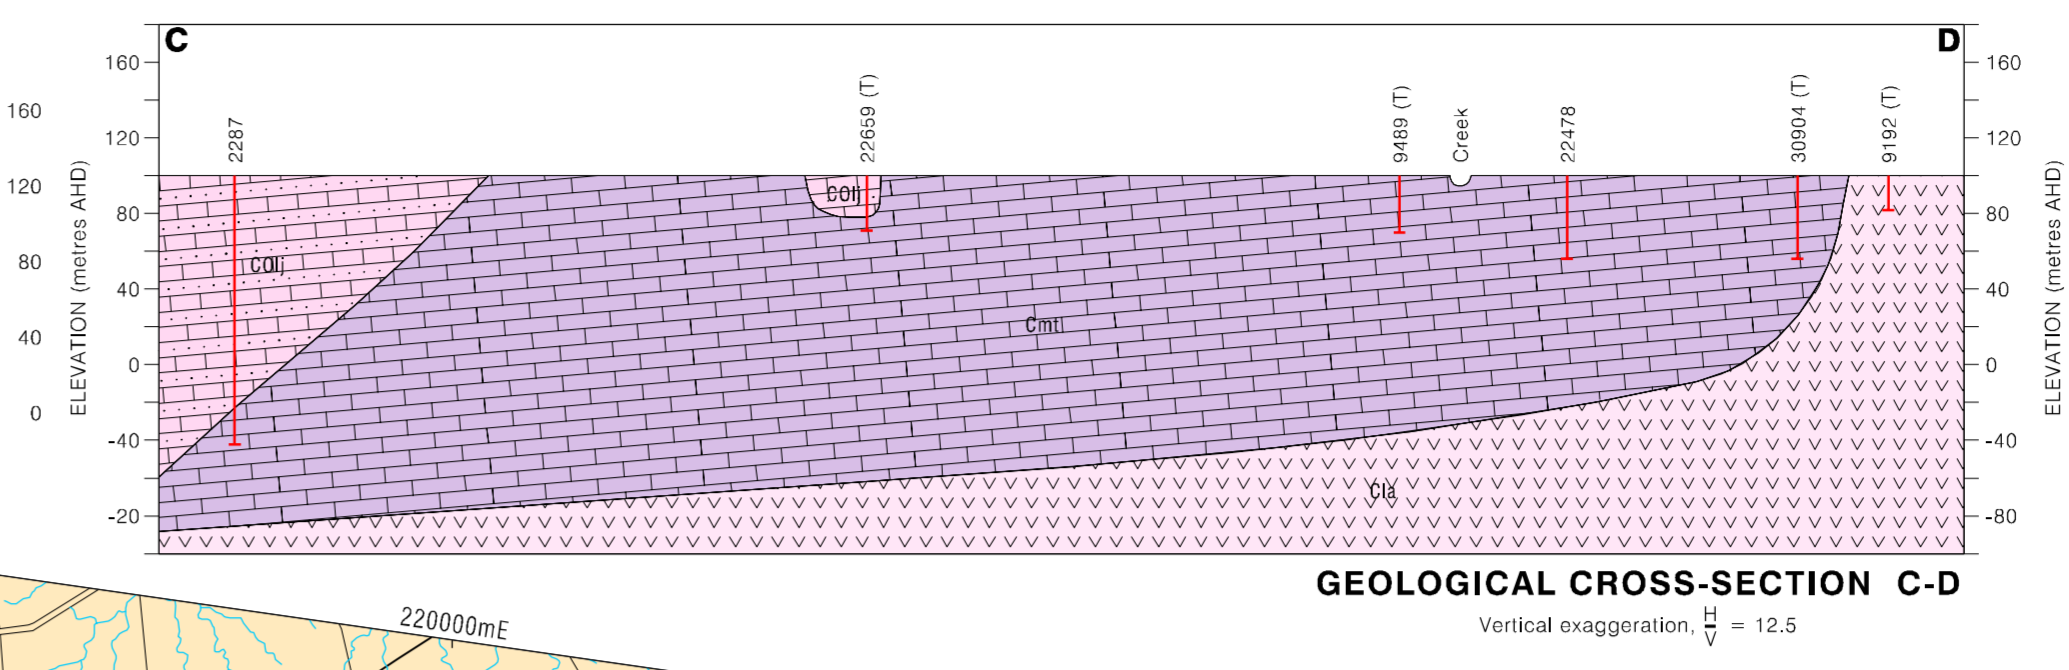 C
D
160
120
80
40
0
-40
-20
ELEVATION (metres AHD)
160
120
80
40
0
2287
22659 (T)
9489 (T)
Creek
22478
30904 (T)
9192 (T)
COlj
COlj
Cmt
Cla
160
120
80
40
0
-40
-80
ELEVATION (metres AHD)
GEOLOGICAL CROSS-SECTION C-D
Vertical exaggeration, H/V = 12.5
220000mE